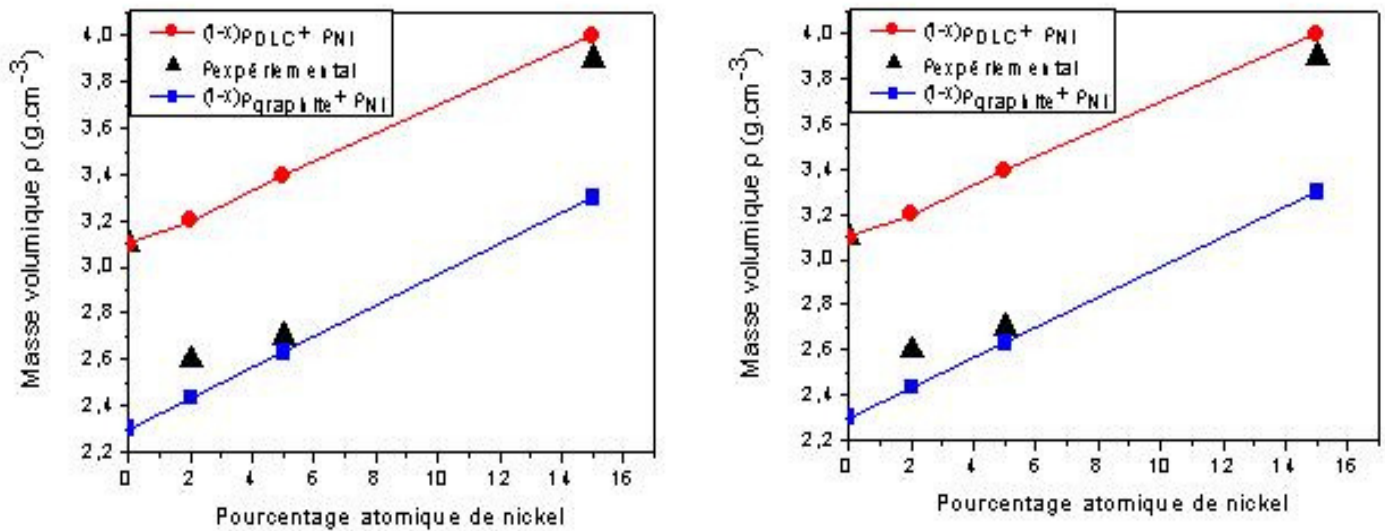 Masse volumique ρ (g.cm⁻³)
4,0
3,8
3,6
3,4
3,2
3,0
2,8
2,6
2,4
2,2
(1-x)ρDLC + ρNI
ρexpériemental
(1-x)ρgraphite + ρNI
0 2 4 6 8 10 12 14 16
Pourcentage atomique de nickel
Masse volumique ρ (g.cm⁻³)
4,0
3,8
3,6
3,4
3,2
3,0
2,8
2,6
2,4
2,2
(1-x)ρDLC + ρNI
ρexpériemental
(1-x)ρgraphite + ρNI
0 2 4 6 8 10 12 14 16
Pourcentage atomique de nickel